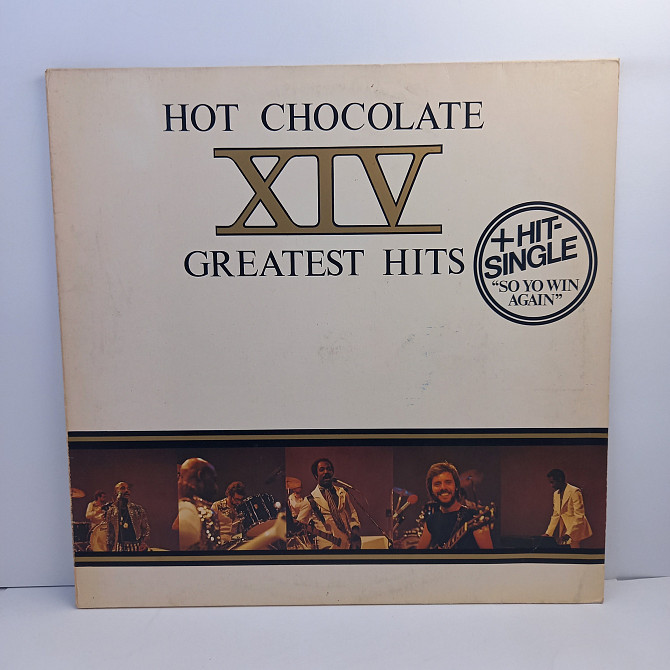 HOT CHOCOLATE
XIV
GREATEST HITS
+HIT-
SINGLE
“SO YO WIN
AGAIN”